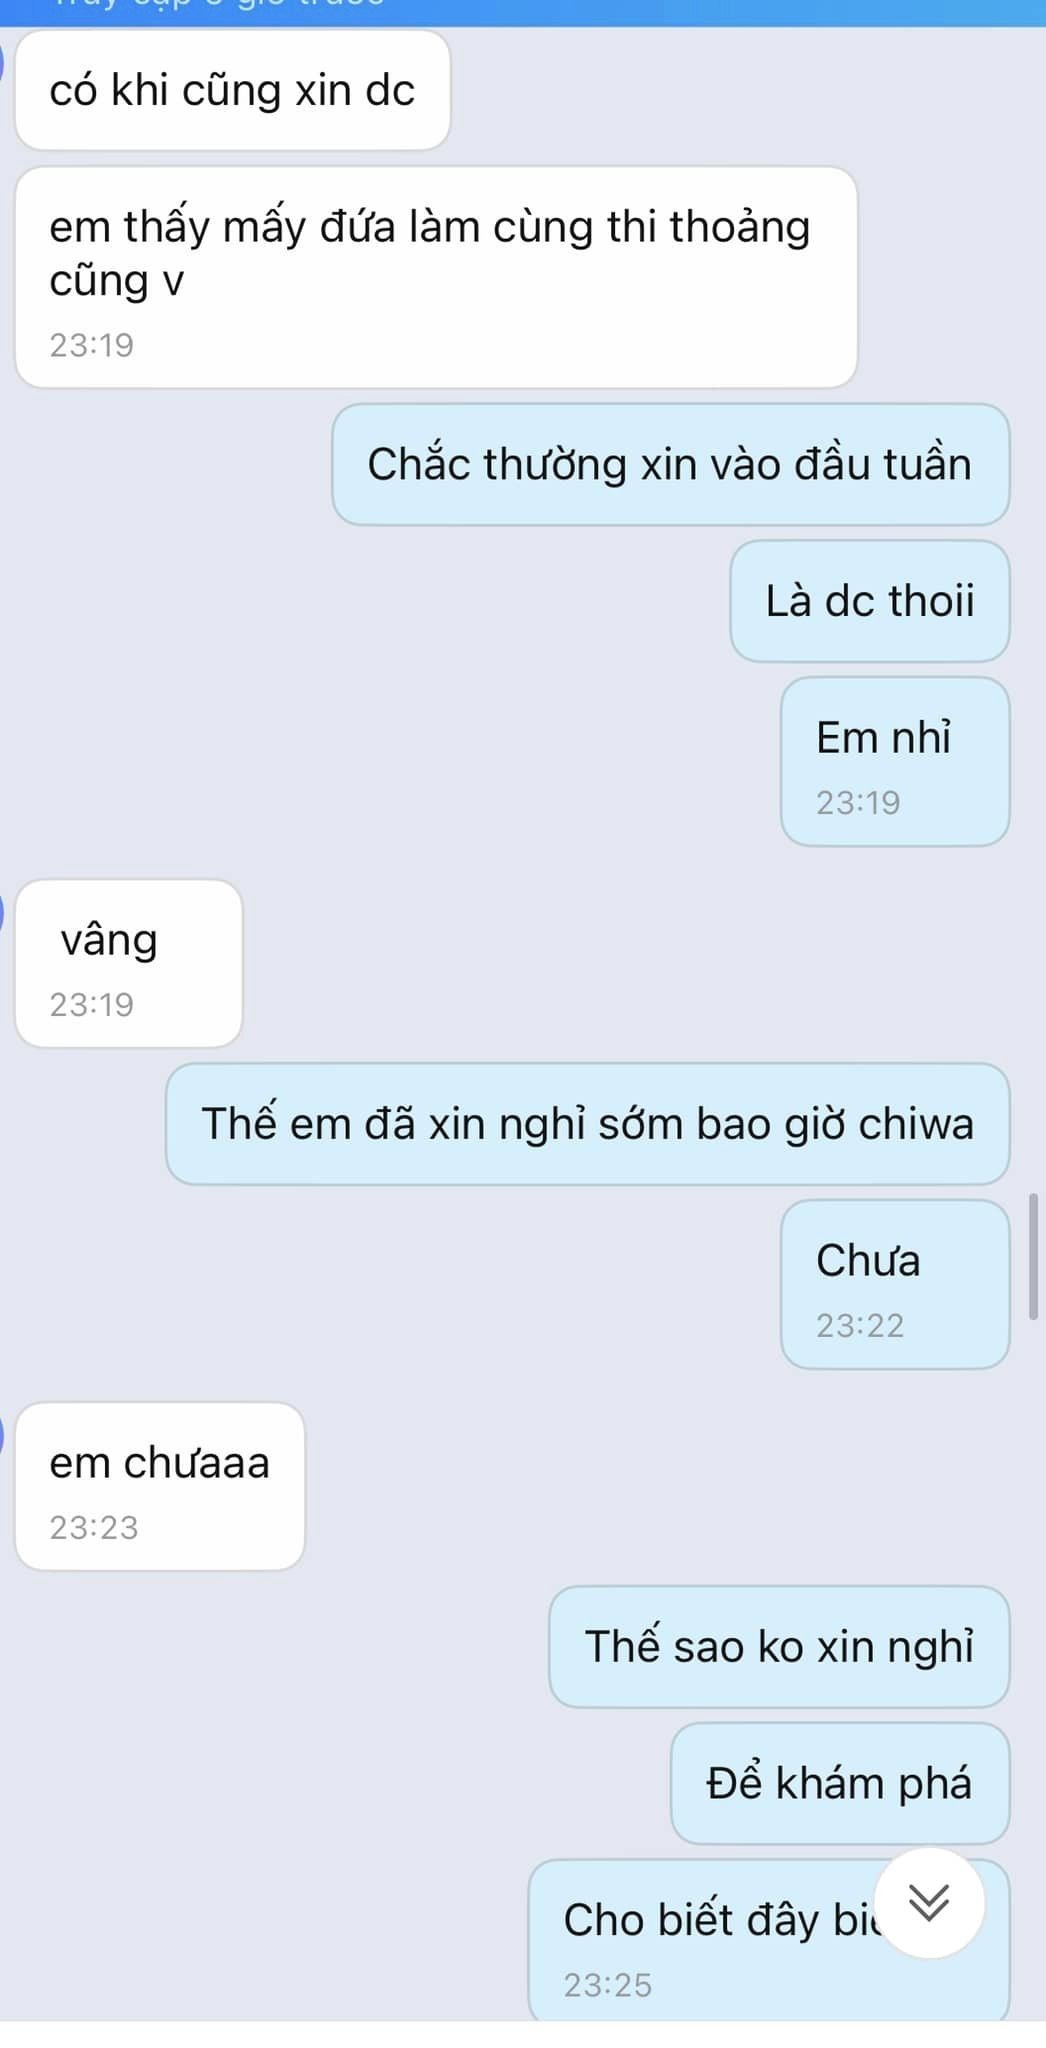 có khi cũng xin dc
em thấy mấy đứa làm cùng thi thoảng
cũng v
23:19
Chắc thường xin vào đầu tuần
Là dc thoii
Em nhỉ
23:19
vâng
23:19
Thế em đã xin nghỉ sớm bao giờ chiwa
Chưa
23:22
em chưaaa
23:23
Thế sao ko xin nghỉ
Để khám phá
Cho biết đây
23:25